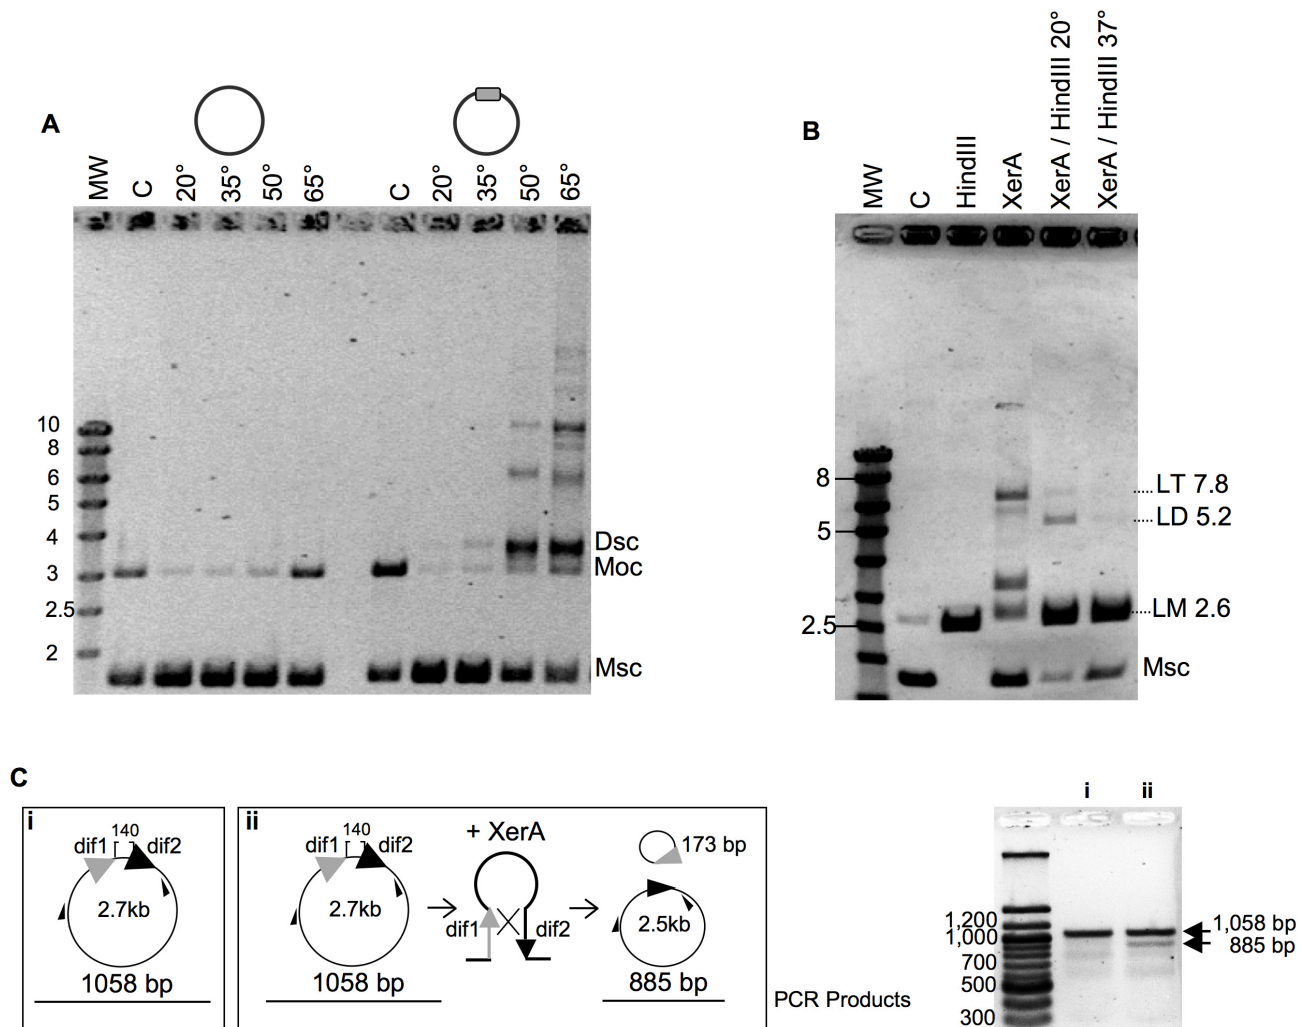 A
MW
C
20°
35°
50°
65°
C
20°
35°
50°
65°
10
8
6
5
4
3
2.5
2
Dsc
Moc
Msc
B
MW
C
HindIII
XerA
XerA / HindIII 20°
XerA / HindIII 37°
8
5
2.5
LT 7.8
LD 5.2
LM 2.6
Msc
C
i
dif1 140 dif2
2.7kb
1058 bp
ii
dif1 140 dif2
2.7kb
1058 bp
+ XerA
dif1 dif2
173 bp
2.5kb
885 bp
PCR Products
i ii
1,200
1,000
700
500
300
1,058 bp
885 bp